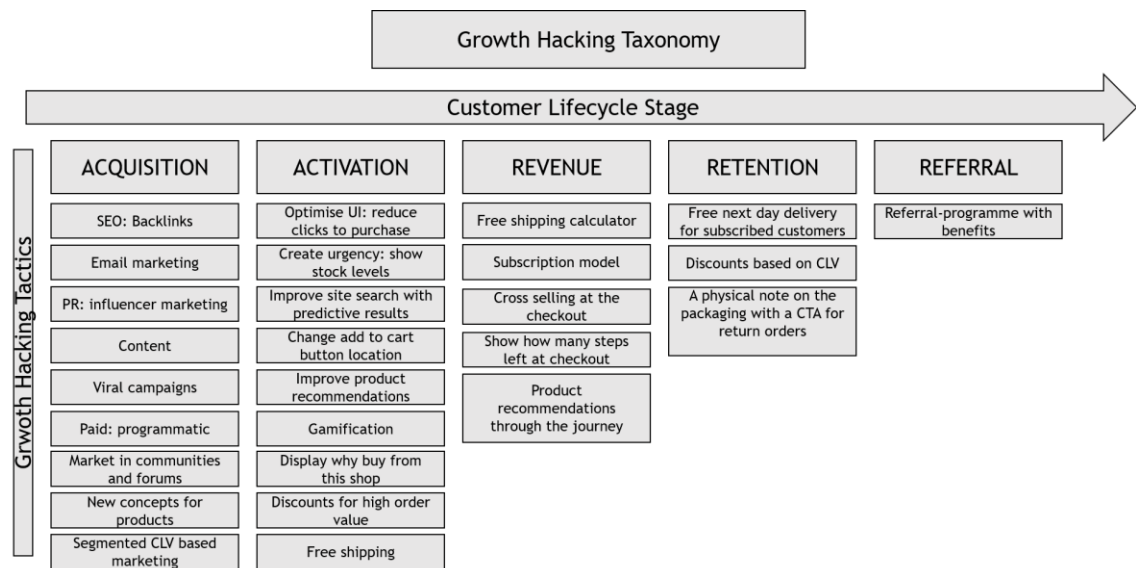 Growth Hacking Taxonomy
Customer Lifecycle Stage
Grwoth Hacking Tactics
ACQUISITION
SEO: Backlinks
Email marketing
PR: influencer marketing
Content
Viral campaigns
Paid: programmatic
Market in communities
and forums
New concepts for
products
Segmented CLV based
marketing
ACTIVATION
Optimise UI: reduce
clicks to purchase
Create urgency: show
stock levels
Improve site search with
predictive results
Change add to cart
button location
Improve product
recommendations
Gamification
Display why buy from
this shop
Discounts for high order
value
Free shipping
REVENUE
Free shipping calculator
Subscription model
Cross selling at the
checkout
Show how many steps
left at checkout
Product
recommendations
through the journey
RETENTION
Free next day delivery
for subscribed customers
Discounts based on CLV
A physical note on the
packaging with a CTA for
return orders
REFERRAL
Referral-programme with
benefits